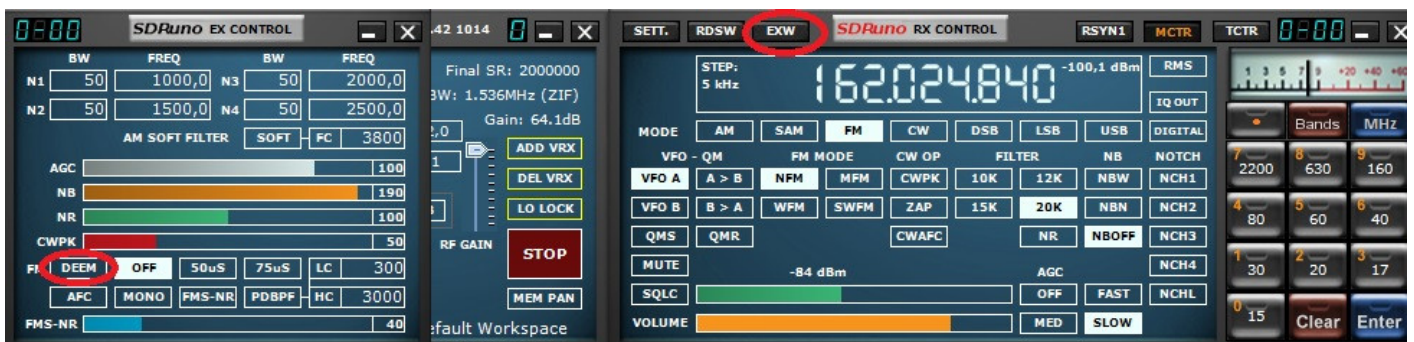 SDRuno EX CONTROL
BW FREQ BW FREQ
N1 50 1000,0 N3 50 2000,0
N2 50 1500,0 N4 50 2500,0
AM SOFT FILTER SOFT FC 3800
AGC 100
NB 190
NR 100
CWPK 50
DEEM OFF 50uS 75uS LC 300
AFC MONO FMS-NR PDBPF HC 3000
FMS-NR 40
.42 1014
Final SR: 2000000
BW: 1.536MHz (ZIF)
Gain: 64.1dB
ADD VRX
DEL VRX
LO LOCK
RF GAIN
STOP
MEM PAN
efault Workspace
SETT. RDSW EXW SDRuno RX CONTROL RSYN1 MCTR TCTR
STEP:
5 kHz
162.024.840
-100,1 dBm
RMS
IQ OUT
MODE AM SAM FM CW DSB LSB USB DIGITAL
VFO - QM FM MODE CW OP FILTER NB NOTCH
VFO A A > B NFM MFM CWPK 10K 12K NBW NCH1
VFO B B > A WFM SWFM ZAP 15K 20K NBN NCH2
QMS QMR CWAFC NR NBOFF NCH3
MUTE -84 dBm AGC NCH4
SQLC OFF FAST NCHL
VOLUME MED SLOW
1 3 5 7 9 +20 +40 +60
Bands MHz
7 2200 8 630 9 160
4 80 5 60 6 40
1 30 2 20 3 17
0 15 Clear Enter